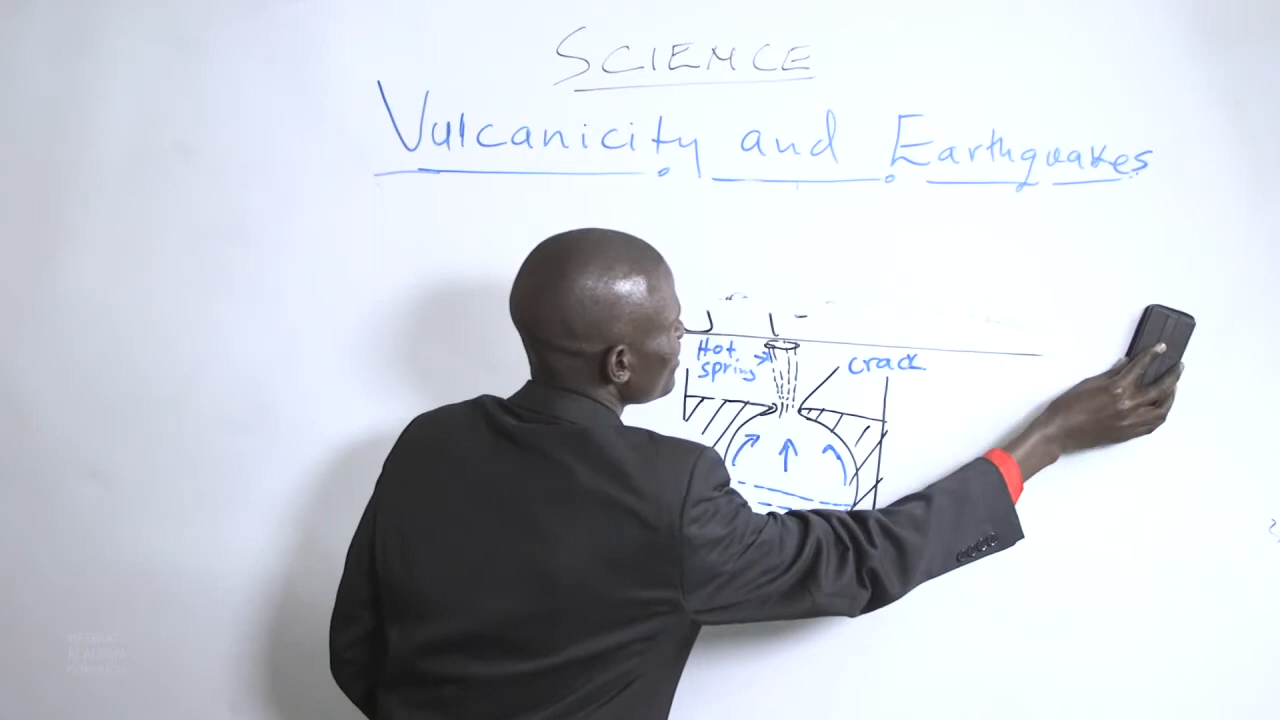 SCIENCE
Vulcanicity and Earthquakes
Hot
spring
crack